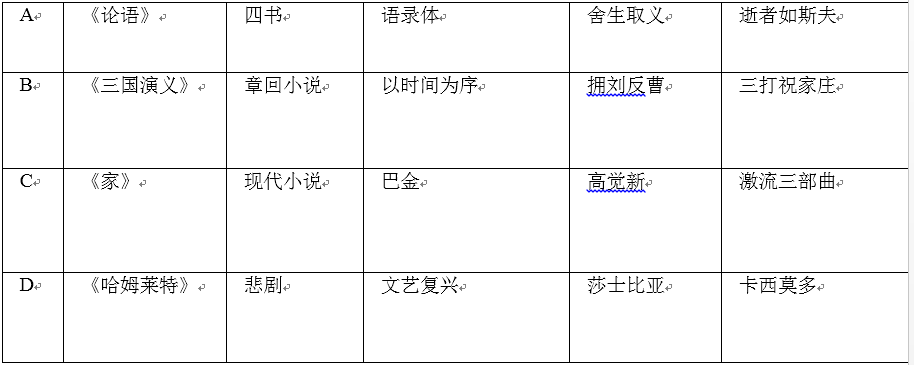 A 《论语》 四书 语录体 舍生取义 逝者如斯夫
B 《三国演义》 章回小说 以时间为序 拥刘反曹 三打祝家庄
C 《家》 现代小说 巴金 高觉新 激流三部曲
D 《哈姆莱特》 悲剧 文艺复兴 莎士比亚 卡西莫多